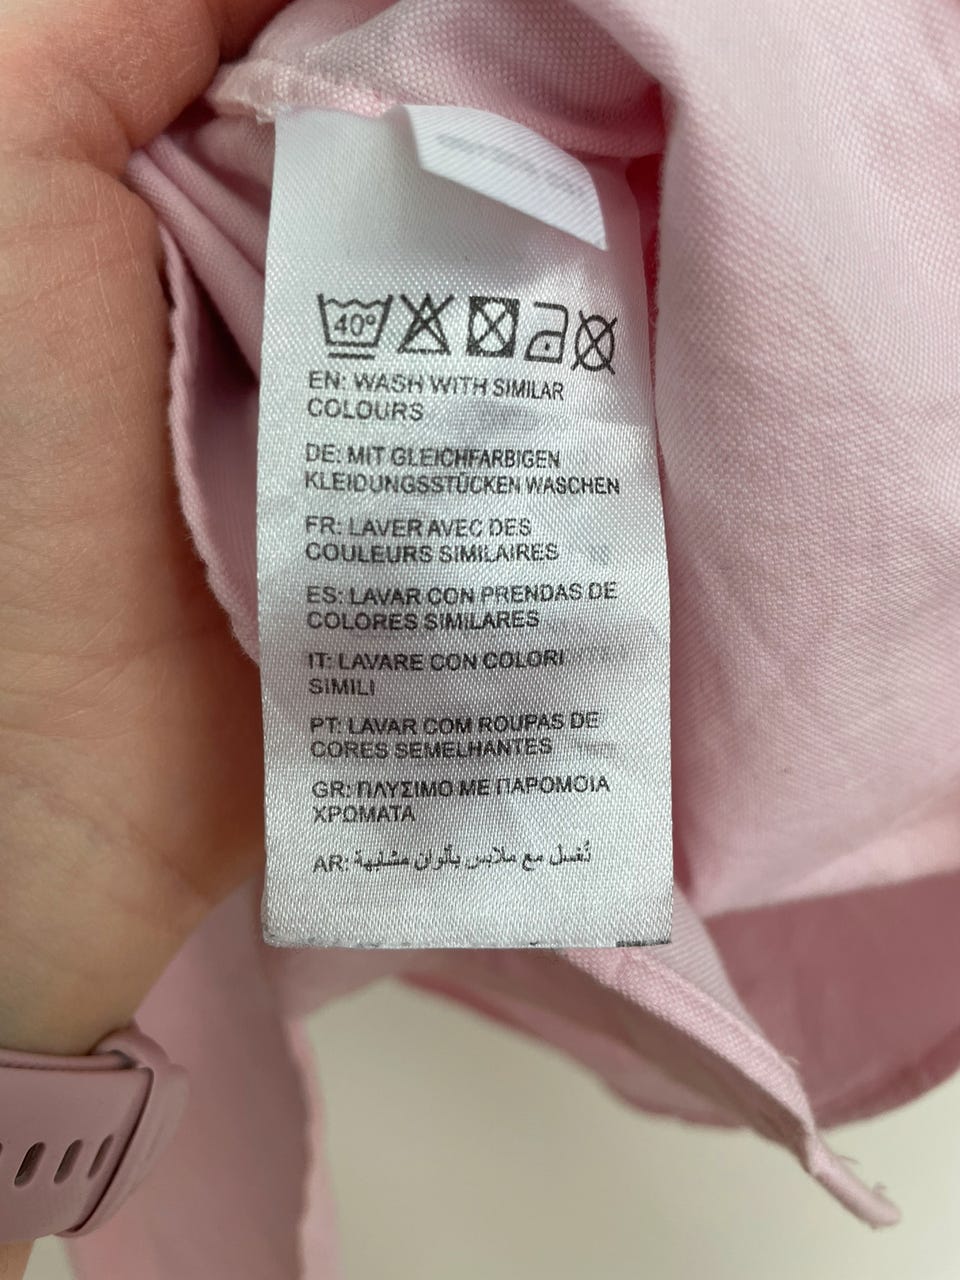 40°
EN: WASH WITH SIMILAR
COLOURS
DE: MIT GLEICHFARBIGEN
KLEIDUNGSSTÜCKEN WASCHEN
FR: LAVER AVEC DES
COULEURS SIMILAIRES
ES: LAVAR CON PRENDAS DE
COLORES SIMILARES
IT: LAVARE CON COLORI
SIMILI
PT: LAVAR COM ROUPAS DE
CORES SEMELHANTES
GR: ΠΛΥΣΙΜΟ ΜΕ ΠΑΡΟΜΟΙΑ
ΧΡΩΜΑΤΑ
AR: تُغسل مع ملابس بألوان مشابهة